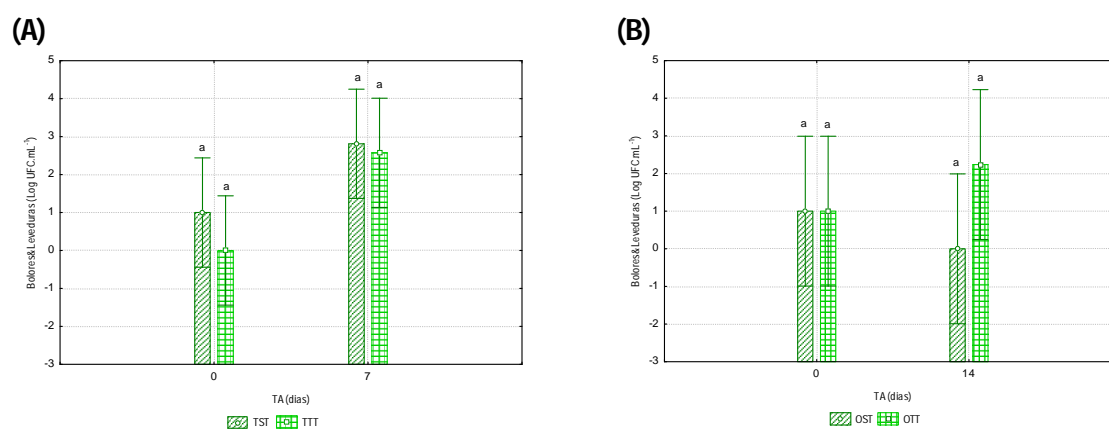 (A)
5
4
3
2
1
0
-1
-2
-3
Bolores&Leveduras (Log UFC.mL⁻¹)
a
a
a
a
0 7
TA (dias)
TST TTT
(B)
5
4
3
2
1
0
-1
-2
-3
Bolores&Leveduras (Log UFC.mL⁻¹)
a a
a
a
0 14
TA (dias)
OST OTT